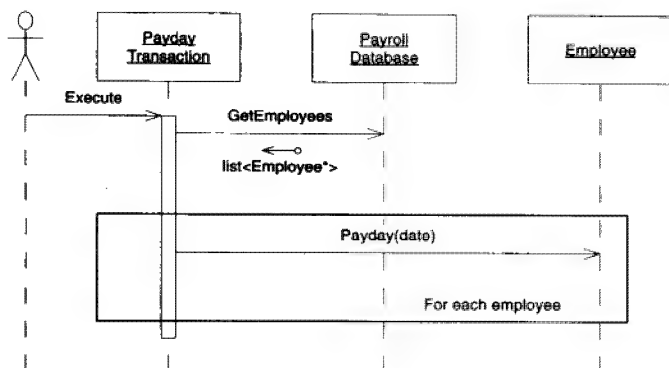 Payday
Transaction
Payroll
Database
Employee
Execute
GetEmployees
list<Employee*>
Payday(date)
For each employee